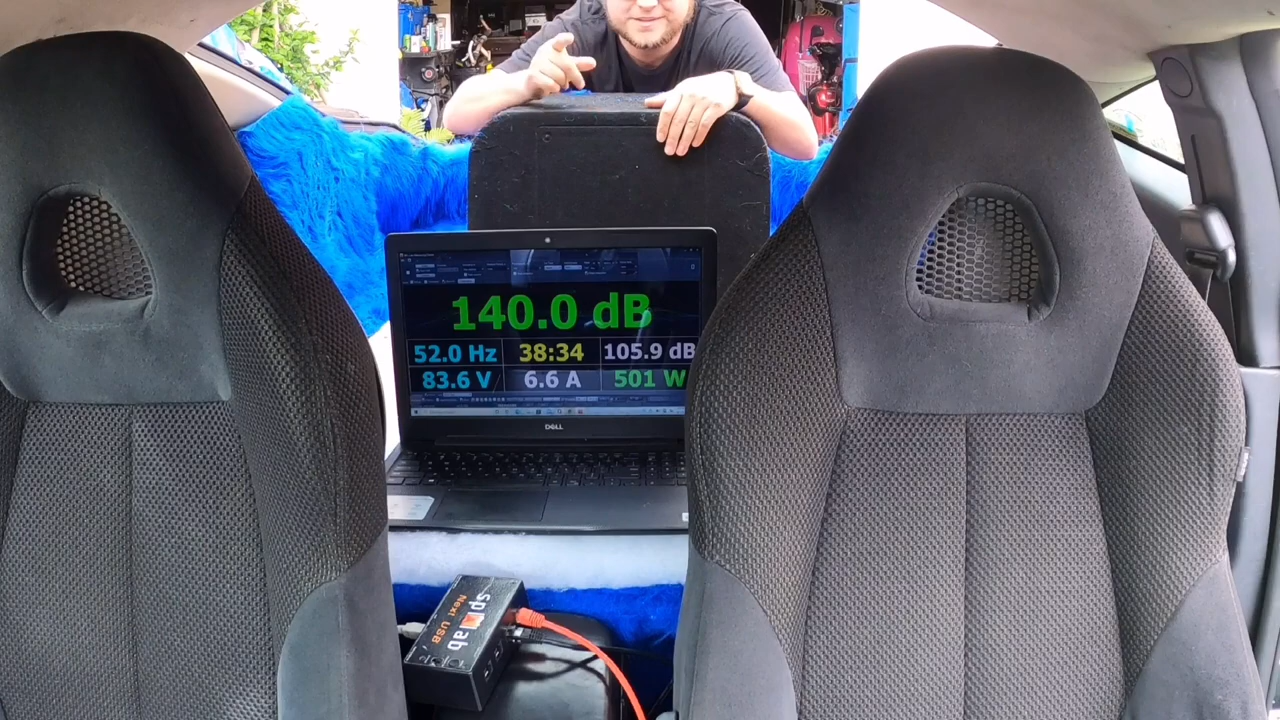 140.0 dB
52.0 Hz 38:34 105.9 dB
83.6 V 6.6 A 501 W
DELL
spl lab
Next USB